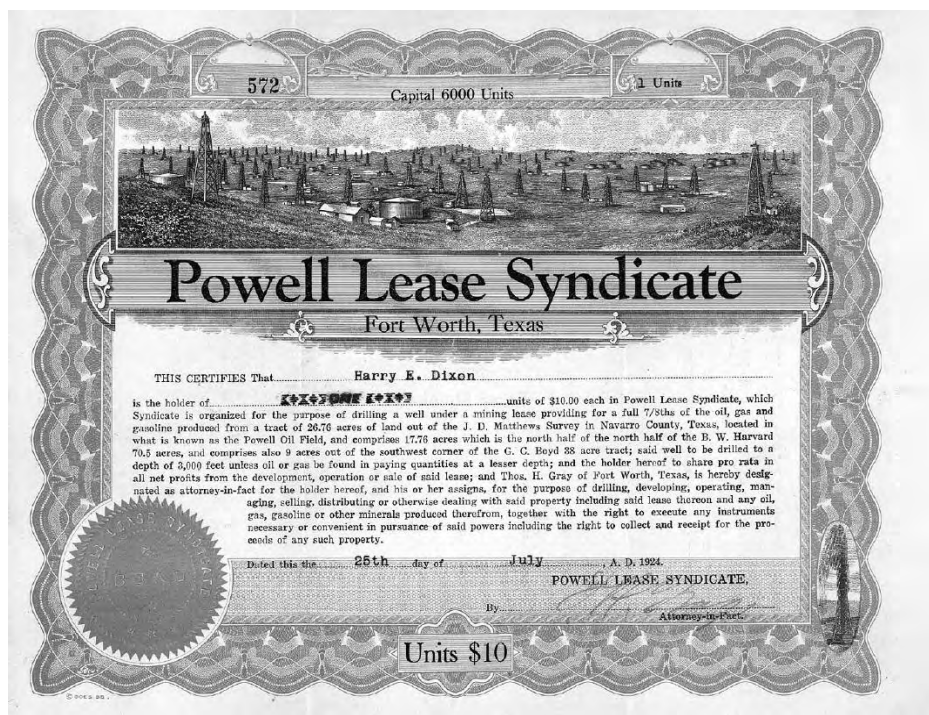 572
1 Units
Capital 6000 Units
Powell Lease Syndicate
Fort Worth, Texas
THIS CERTIFIES That Harry E. Dixon
is the holder of ONE units of $10.00 each in Powell Lease Syndicate, which
Syndicate is organized for the purpose of drilling a well under a mining lease providing for a full 7/8ths of the oil, gas and
gasoline produced from a tract of 26.76 acres of land out of the J. D. Matthews Survey in Navarro County, Texas, located in
what is known as the Powell Oil Field, and comprises 17.76 acres which is the north half of the north half of the B. W. Harvard
70.5 acres, and comprises also 9 acres out of the southwest corner of the G. C. Boyd 38 acre tract; said well to be drilled to a
depth of 3,000 feet unless oil or gas be found in paying quantities at a lesser depth; and the holder hereof to share pro rata in
all net profits from the development, operation or sale of said lease; and Thos. H. Gray of Fort Worth, Texas, is hereby desig-
nated as attorney-in-fact for the holder hereof, and his or her assigns, for the purpose of drilling, developing, operating, man-
aging, selling, distributing or otherwise dealing with said property including said lease thereon and any oil,
gas, gasoline or other minerals produced therefrom, together with the right to execute any instruments
necessary or convenient in pursuance of said powers including the right to collect and receipt for the pro-
ceeds of any such property.
Dated this the 25th day of July, A. D. 1924.
POWELL LEASE SYNDICATE,
By
Attorney-in-Fact.
Units $10